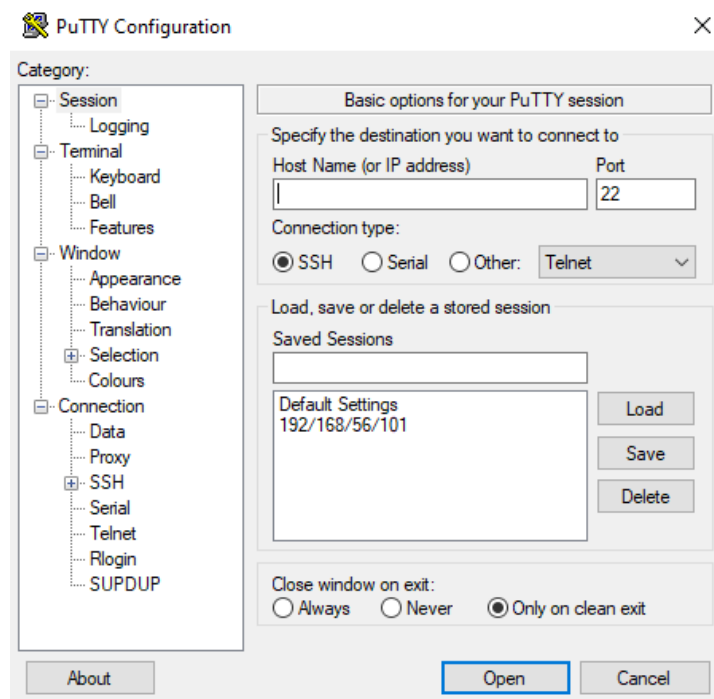 PuTTY Configuration
Category:
Session
Logging
Terminal
Keyboard
Bell
Features
Window
Appearance
Behaviour
Translation
Selection
Colours
Connection
Data
Proxy
SSH
Serial
Telnet
Rlogin
SUPDUP
Basic options for your PuTTY session
Specify the destination you want to connect to
Host Name (or IP address) Port
22
Connection type:
SSH Serial Other: Telnet
Load, save or delete a stored session
Saved Sessions
Default Settings
192/168/56/101
Load
Save
Delete
Close window on exit:
Always Never Only on clean exit
About Open Cancel